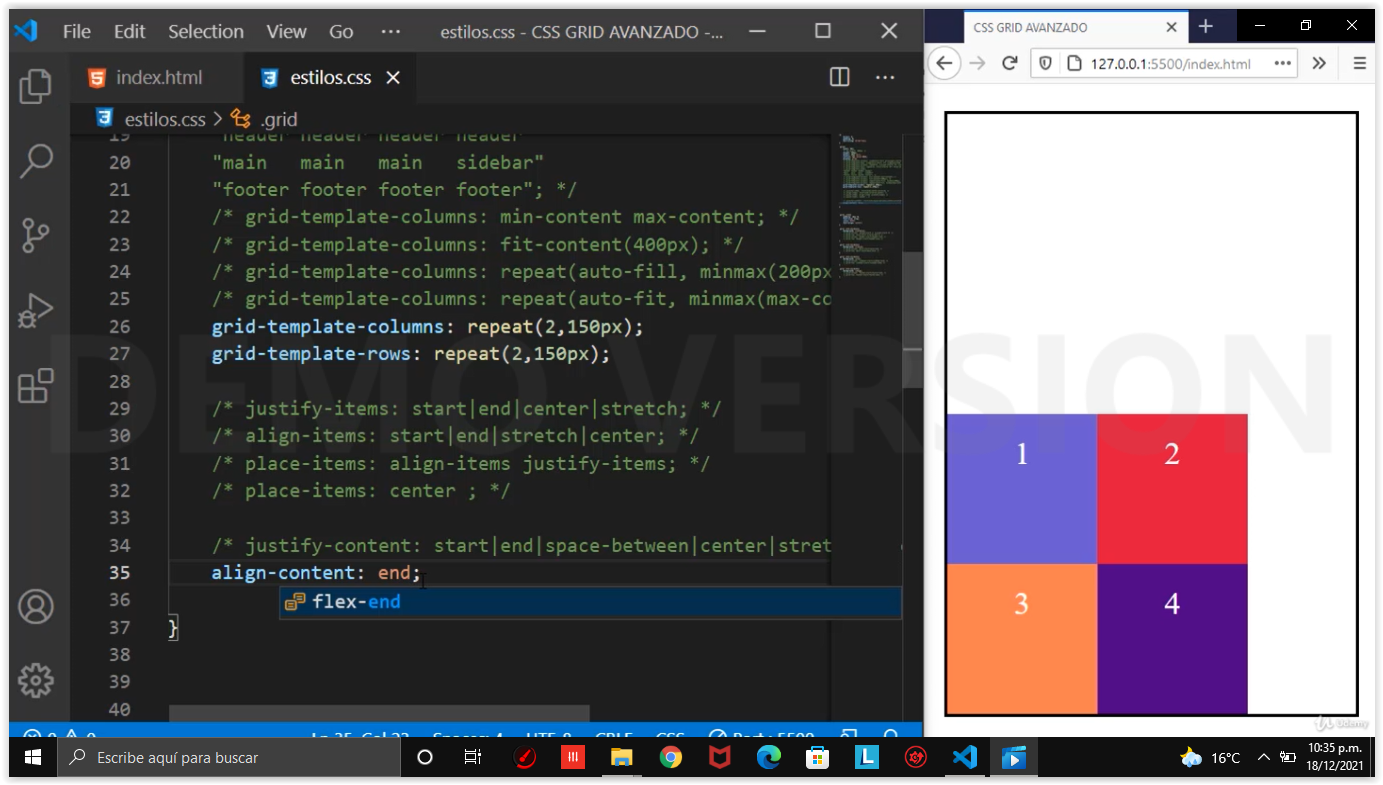 File Edit Selection View Go ··· estilos.css - CSS GRID AVANZADO -...
index.html estilos.css
estilos.css > .grid
19 "header header header header"
20 "main main main sidebar"
21 "footer footer footer footer"; */
22 /* grid-template-columns: min-content max-content; */
23 /* grid-template-columns: fit-content(400px); */
24 /* grid-template-columns: repeat(auto-fill, minmax(200px
25 /* grid-template-columns: repeat(auto-fit, minmax(max-co
26 grid-template-columns: repeat(2,150px);
27 grid-template-rows: repeat(2,150px);
28
29 /* justify-items: start|end|center|stretch; */
30 /* align-items: start|end|stretch|center; */
31 /* place-items: align-items justify-items; */
32 /* place-items: center ; */
33
34 /* justify-content: start|end|space-between|center|stret
35 align-content: end;
36
flex-end
37 }
38
39
40
DEMO VERSION
CSS GRID AVANZADO
127.0.0.1:5500/index.html
1 2
3 4
Udemy
Escribe aquí para buscar
16°C
10:35 p.m.
18/12/2021